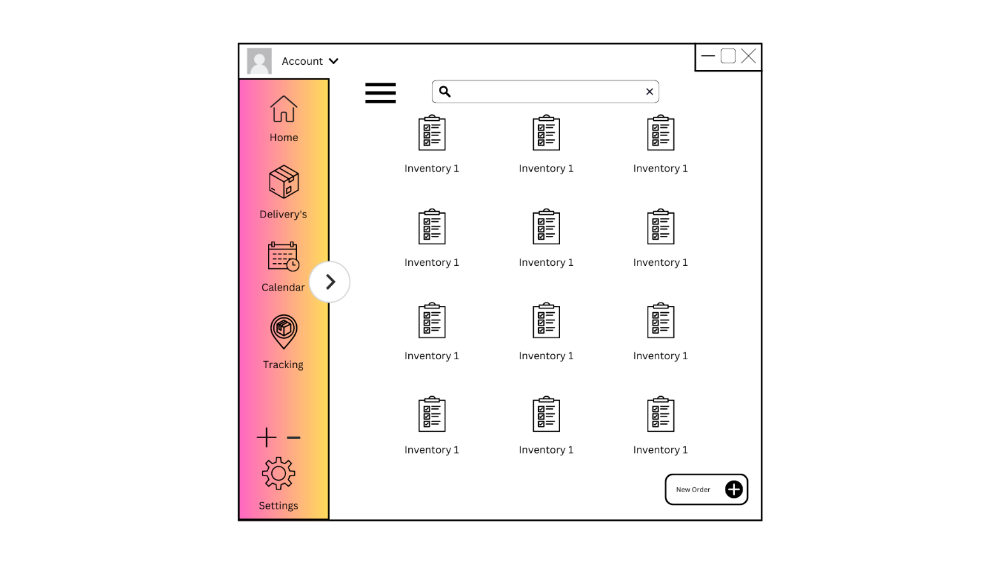 Account
Home
Delivery's
Calendar
Tracking
Settings
Inventory 1 Inventory 1 Inventory 1
Inventory 1 Inventory 1 Inventory 1
Inventory 1 Inventory 1 Inventory 1
Inventory 1 Inventory 1 Inventory 1
New Order